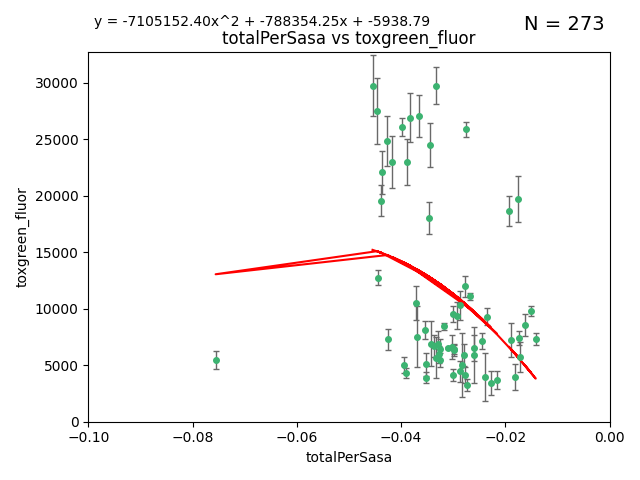 y = -7105152.40x^2 + -788354.25x + -5938.79
N = 273
totalPerSasa vs toxgreen_fluor
toxgreen_fluor
30000
25000
20000
15000
10000
5000
0
−0.10
−0.08
−0.06
−0.04
−0.02
0.00
totalPerSasa